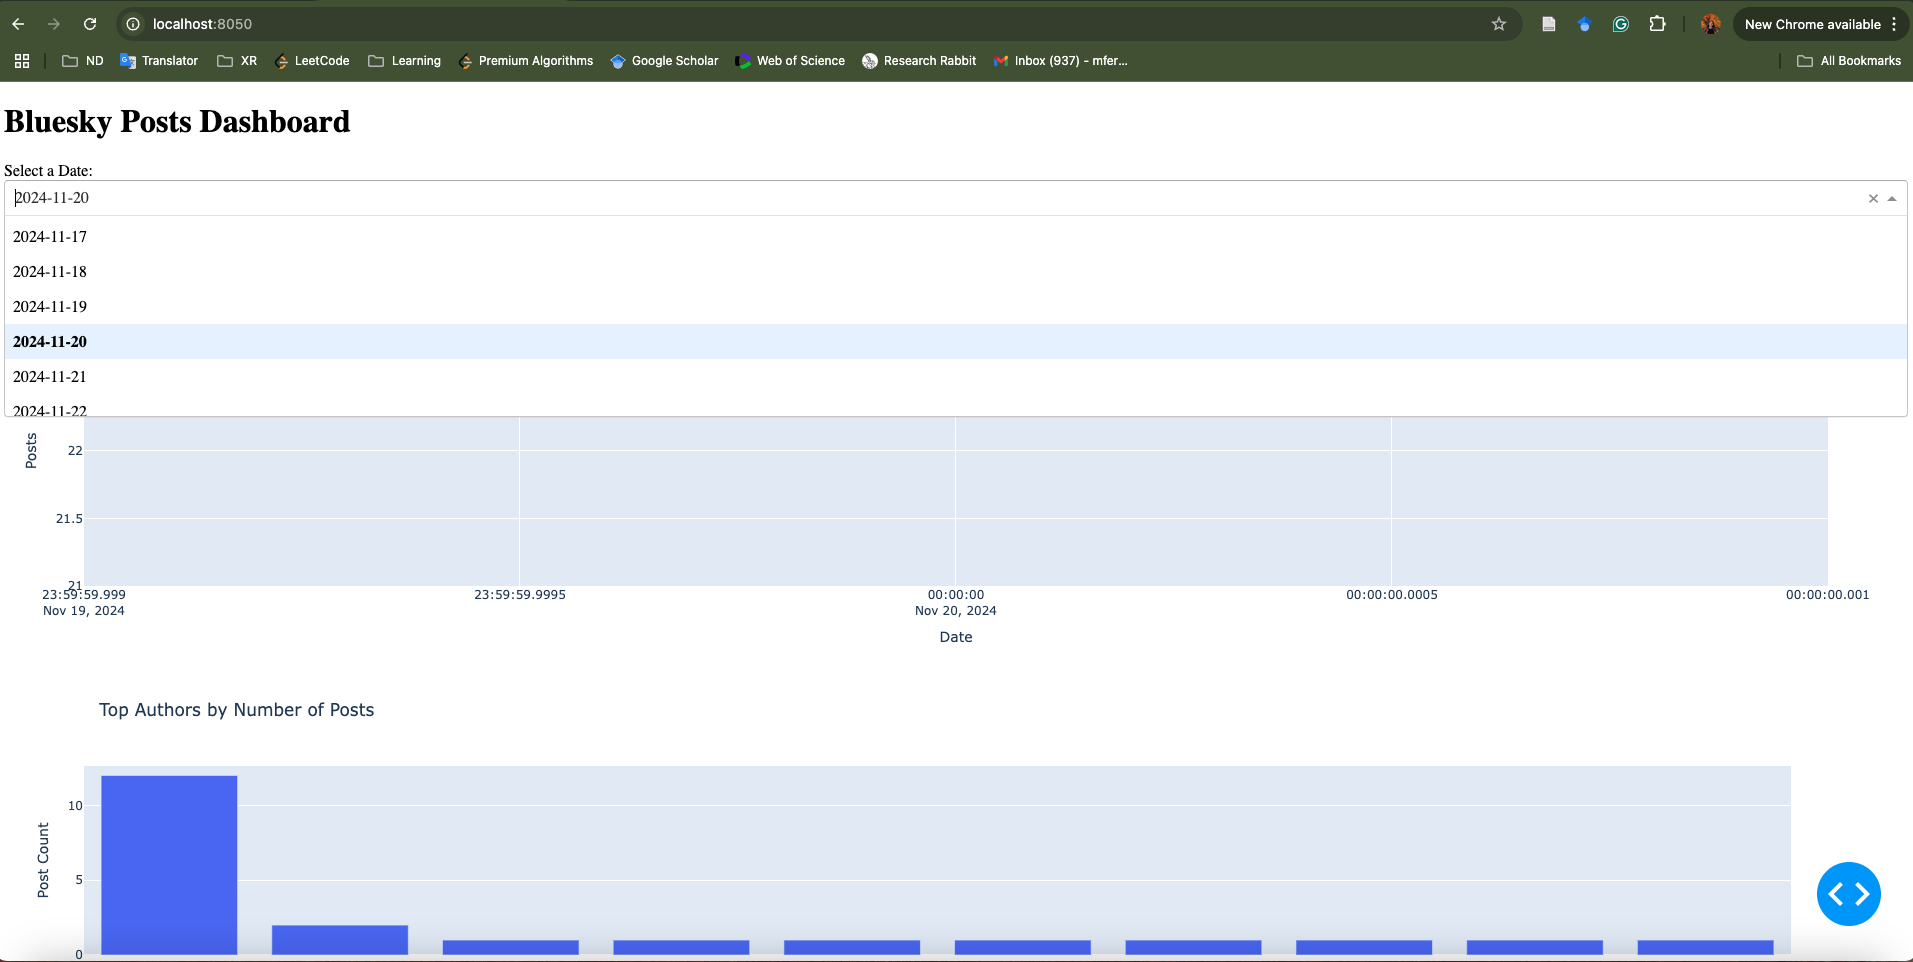 localhost:8050
New Chrome available
ND
Translator
XR
LeetCode
Learning
Premium Algorithms
Google Scholar
Web of Science
Research Rabbit
Inbox (937) - mfer...
All Bookmarks
Bluesky Posts Dashboard
Select a Date:
2024-11-20
2024-11-17
2024-11-18
2024-11-19
2024-11-20
2024-11-21
2024-11-22
Posts
22
21.5
21
23:59:59.999
Nov 19, 2024
23:59:59.9995
00:00:00
Nov 20, 2024
00:00:00.0005
00:00:00.001
Date
Top Authors by Number of Posts
Post Count
10
5
0